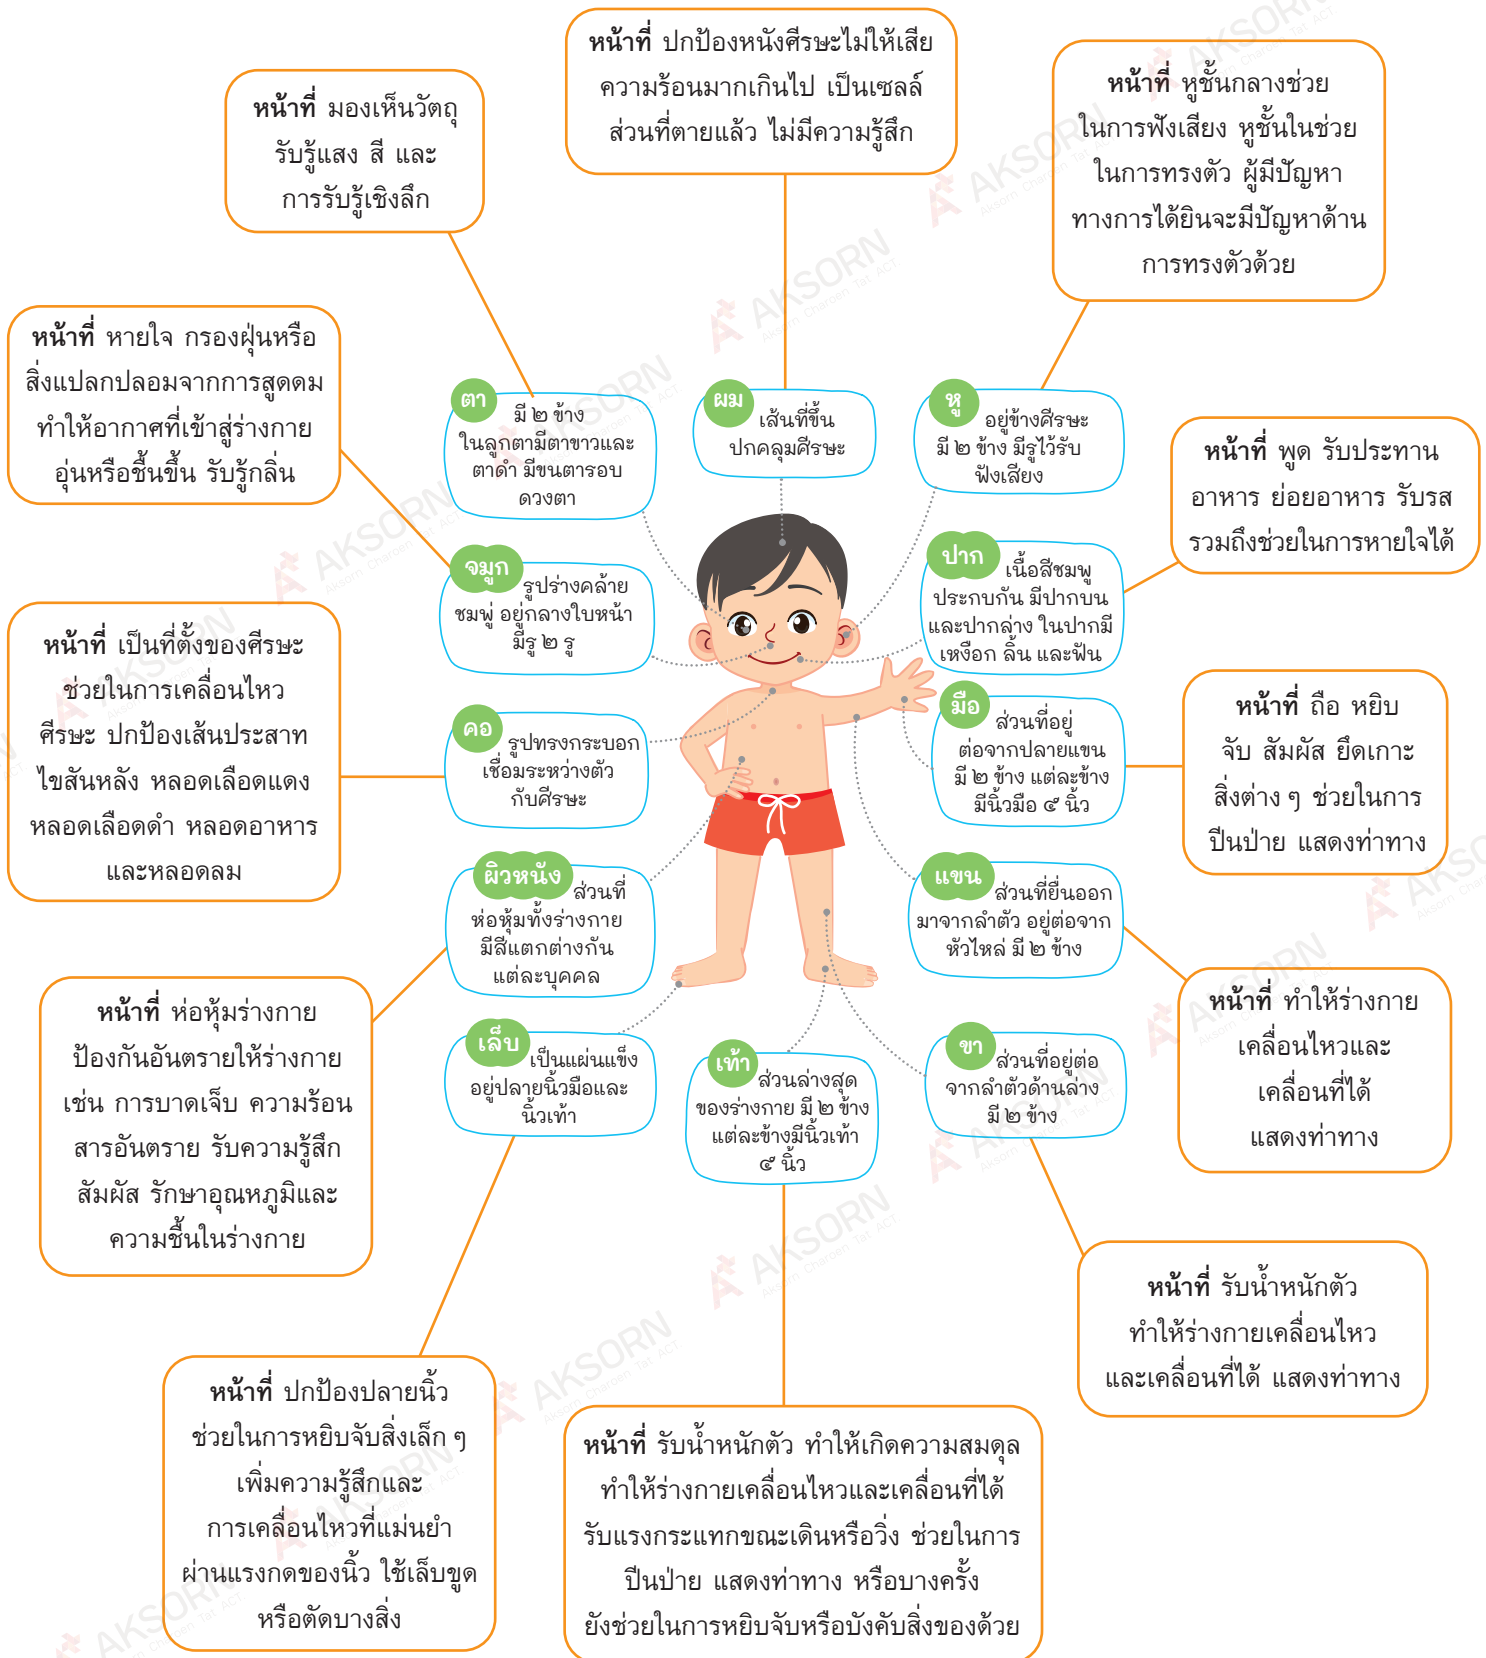 หน้าที่ ปกป้องหนังศีรษะไม่ให้เสีย
ความร้อนมากเกินไป เป็นเซลล์
ส่วนที่ตายแล้ว ไม่มีความรู้สึก
หน้าที่ มองเห็นวัตถุ
รับรู้แสง สี และ
การรับรู้เชิงลึก
หน้าที่ หูชั้นกลางช่วย
ในการฟังเสียง หูชั้นในช่วย
ในการทรงตัว ผู้มีปัญหา
ทางการได้ยินจะมีปัญหาด้าน
การทรงตัวด้วย
หน้าที่ หายใจ กรองฝุ่นหรือ
สิ่งแปลกปลอมจากการสูดดม
ทำให้อากาศที่เข้าสู่ร่างกาย
อุ่นหรือชื้นขึ้น รับรู้กลิ่น
ตา
มี ๒ ข้าง
ในลูกตามีตาขาวและ
ตาดำ มีขนตารอบ
ดวงตา
ผม
เส้นที่ขึ้น
ปกคลุมศีรษะ
หู
อยู่ข้างศีรษะ
มี ๒ ข้าง มีรูไว้รับ
ฟังเสียง
หน้าที่ พูด รับประทาน
อาหาร ย่อยอาหาร รับรส
รวมถึงช่วยในการหายใจได้
จมูก
รูปร่างคล้าย
ชมพู่ อยู่กลางใบหน้า
มีรู ๒ รู
ปาก
เนื้อสีชมพู
ประกบกัน มีปากบน
และปากล่าง ในปากมี
เหงือก ลิ้น และฟัน
หน้าที่ เป็นที่ตั้งของศีรษะ
ช่วยในการเคลื่อนไหว
ศีรษะ ปกป้องเส้นประสาท
ไขสันหลัง หลอดเลือดแดง
หลอดเลือดดำ หลอดอาหาร
และหลอดลม
คอ
รูปทรงกระบอก
เชื่อมระหว่างตัว
กับศีรษะ
มือ
ส่วนที่อยู่
ต่อจากปลายแขน
มี ๒ ข้าง แต่ละข้าง
มีนิ้วมือ ๕ นิ้ว
หน้าที่ ถือ หยิบ
จับ สัมผัส ยึดเกาะ
สิ่งต่าง ๆ ช่วยในการ
ปีนป่าย แสดงท่าทาง
ผิวหนัง
ส่วนที่
ห่อหุ้มทั้งร่างกาย
มีสีแตกต่างกัน
แต่ละบุคคล
แขน
ส่วนที่ยื่นออก
มาจากลำตัว อยู่ต่อจาก
หัวไหล่ มี ๒ ข้าง
หน้าที่ ห่อหุ้มร่างกาย
ป้องกันอันตรายให้ร่างกาย
เช่น การบาดเจ็บ ความร้อน
สารอันตราย รับความรู้สึก
สัมผัส รักษาอุณหภูมิและ
ความชื้นในร่างกาย
หน้าที่ ทำให้ร่างกาย
เคลื่อนไหวและ
เคลื่อนที่ได้
แสดงท่าทาง
เล็บ
เป็นแผ่นแข็ง
อยู่ปลายนิ้วมือและ
นิ้วเท้า
เท้า
ส่วนล่างสุด
ของร่างกาย มี ๒ ข้าง
แต่ละข้างมีนิ้วเท้า
๕ นิ้ว
ขา
ส่วนที่อยู่ต่อ
จากลำตัวด้านล่าง
มี ๒ ข้าง
หน้าที่ รับน้ำหนักตัว
ทำให้ร่างกายเคลื่อนไหว
และเคลื่อนที่ได้ แสดงท่าทาง
หน้าที่ ปกป้องปลายนิ้ว
ช่วยในการหยิบจับสิ่งเล็ก ๆ
เพิ่มความรู้สึกและ
การเคลื่อนไหวที่แม่นยำ
ผ่านแรงกดของนิ้ว ใช้เล็บขูด
หรือตัดบางสิ่ง
หน้าที่ รับน้ำหนักตัว ทำให้เกิดความสมดุล
ทำให้ร่างกายเคลื่อนไหวและเคลื่อนที่ได้
รับแรงกระแทกขณะเดินหรือวิ่ง ช่วยในการ
ปีนป่าย แสดงท่าทาง หรือบางครั้ง
ยังช่วยในการหยิบจับหรือบังคับสิ่งของด้วย
AKSORN
Aksorn Charoen Tat ACT